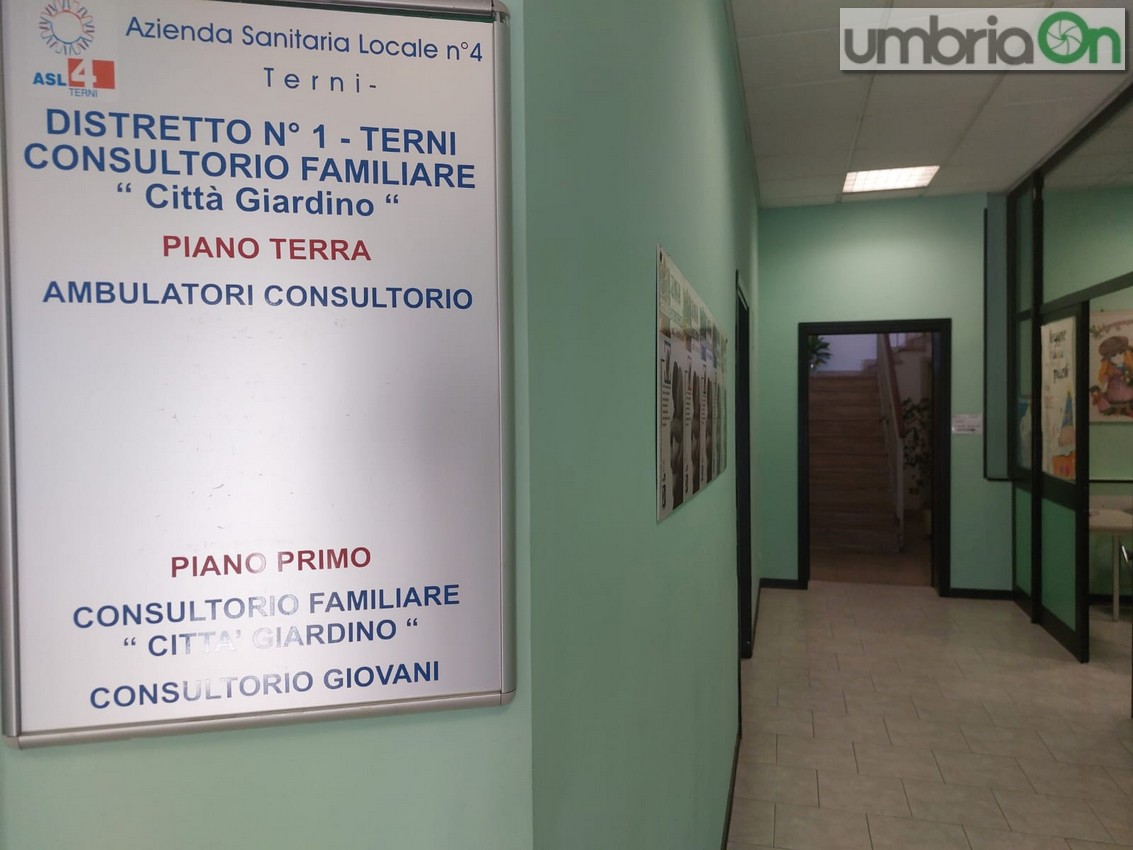 Azienda Sanitaria Locale n°4
Terni-
ASL 4
TERNI
DISTRETTO N° 1 - TERNI
CONSULTORIO FAMILIARE
“ Città Giardino “
PIANO TERRA
AMBULATORI CONSULTORIO
PIANO PRIMO
CONSULTORIO FAMILIARE
“ CITTA’ GIARDINO “
CONSULTORIO GIOVANI
umbriaOn